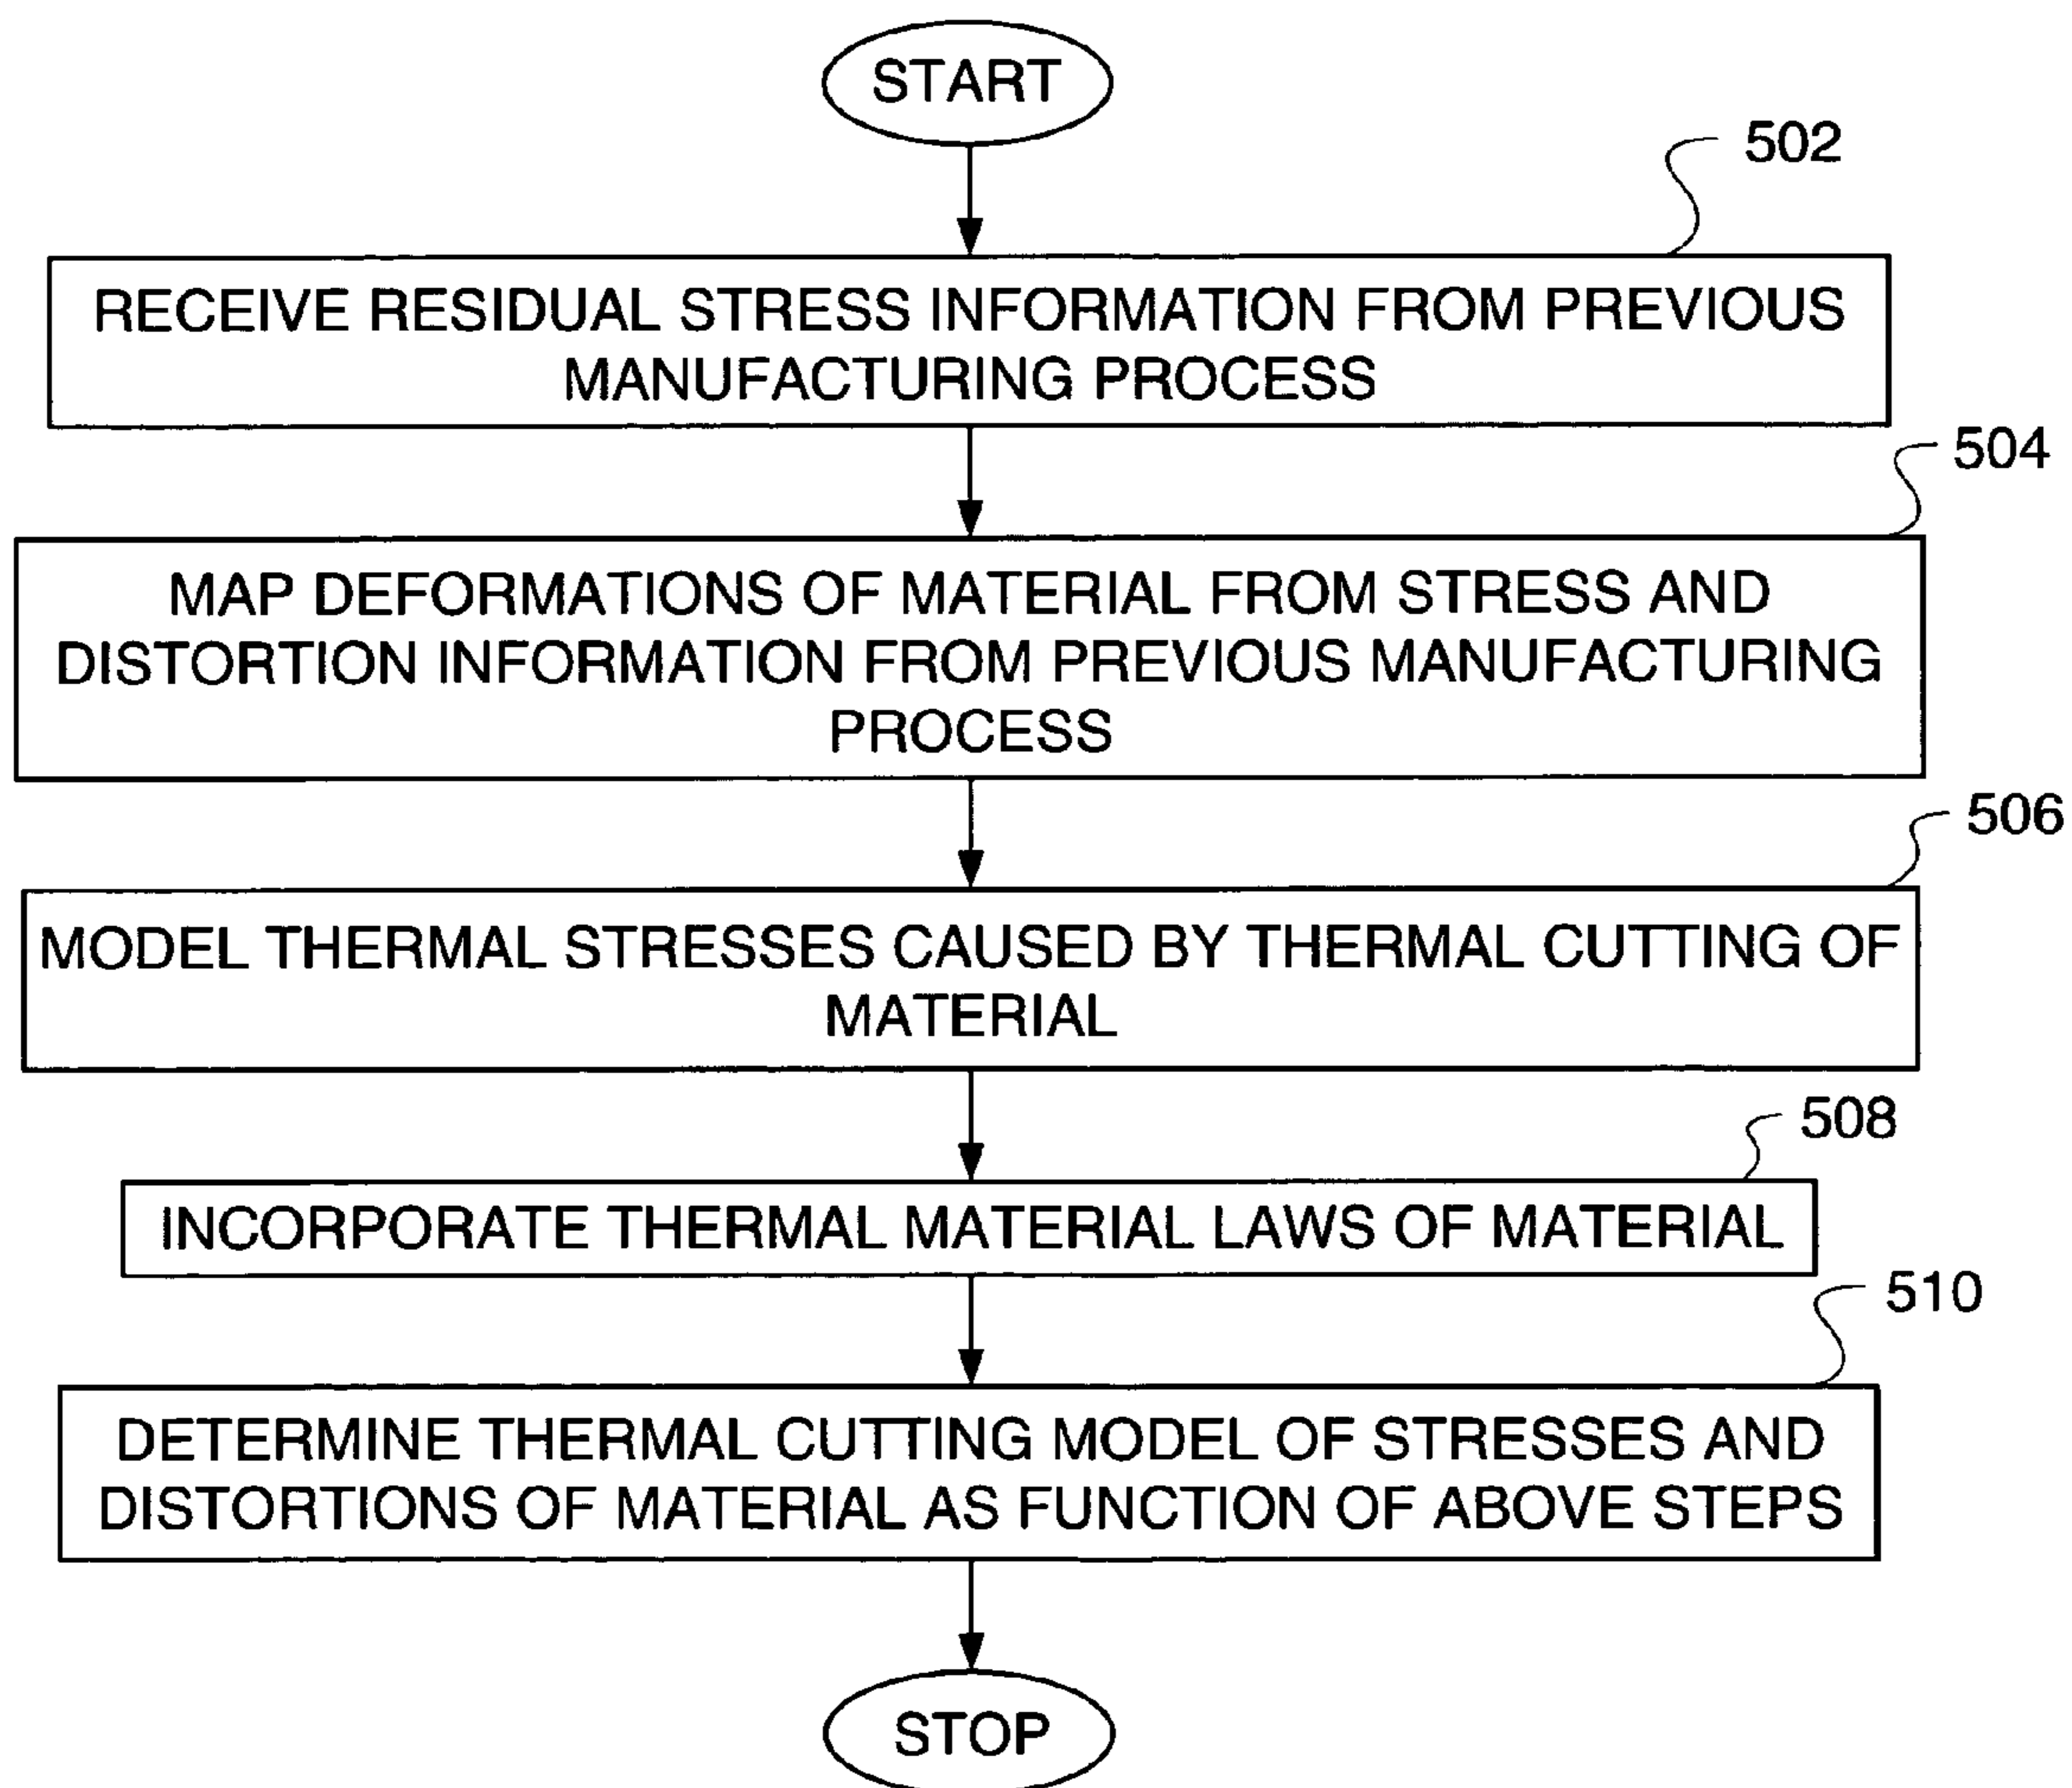 START
502
RECEIVE RESIDUAL STRESS INFORMATION FROM PREVIOUS
MANUFACTURING PROCESS
504
MAP DEFORMATIONS OF MATERIAL FROM STRESS AND
DISTORTION INFORMATION FROM PREVIOUS MANUFACTURING
PROCESS
506
MODEL THERMAL STRESSES CAUSED BY THERMAL CUTTING OF
MATERIAL
508
INCORPORATE THERMAL MATERIAL LAWS OF MATERIAL
510
DETERMINE THERMAL CUTTING MODEL OF STRESSES AND
DISTORTIONS OF MATERIAL AS FUNCTION OF ABOVE STEPS
STOP